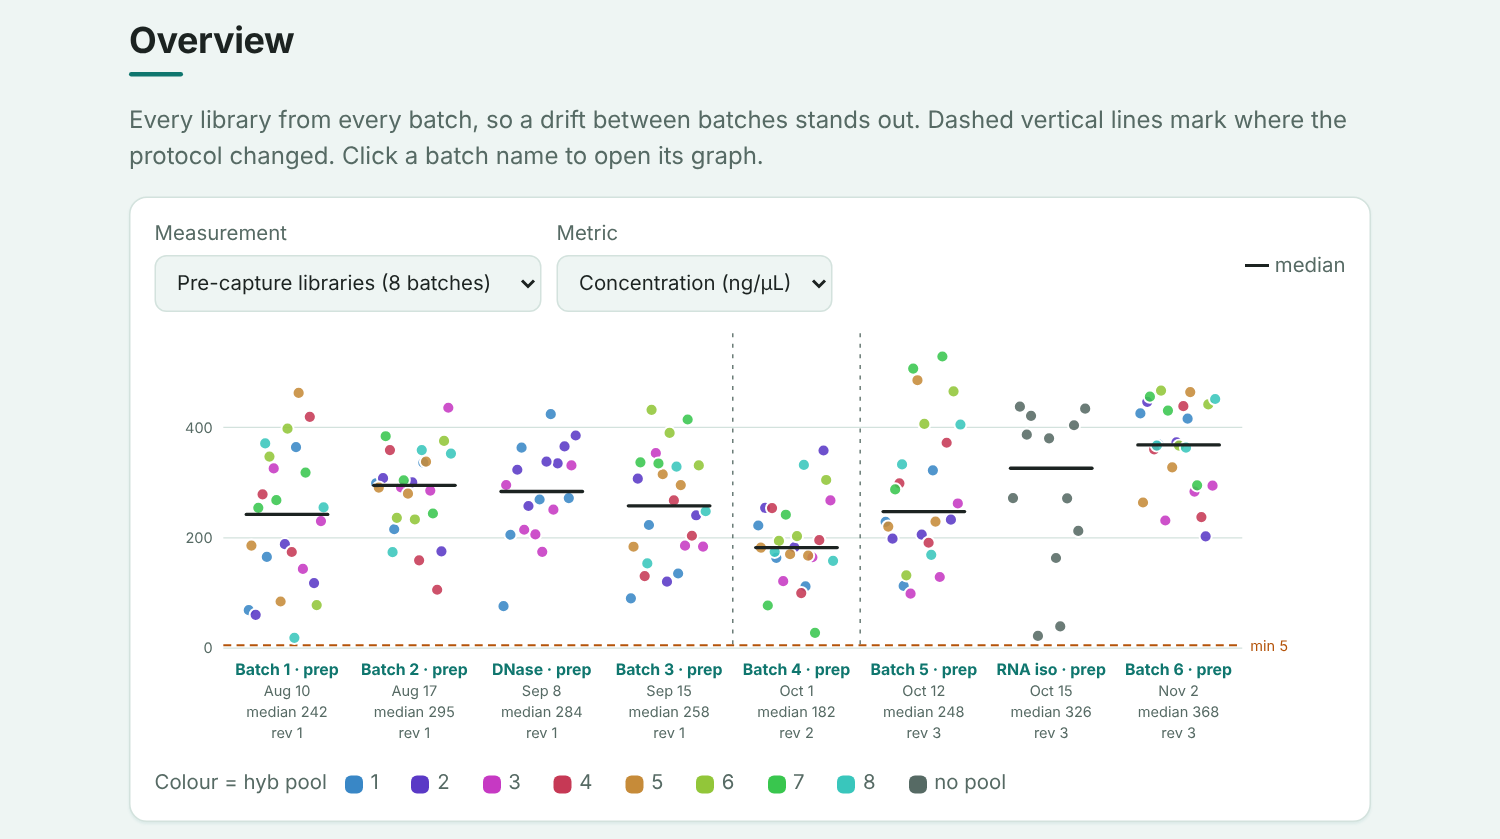 Overview
Every library from every batch, so a drift between batches stands out. Dashed vertical lines mark where the
protocol changed. Click a batch name to open its graph.
Measurement
Metric
Pre-capture libraries (8 batches)
Concentration (ng/µL)
median
400
200
0
min 5
Batch 1 · prep
Aug 10
median 242
rev 1
Batch 2 · prep
Aug 17
median 295
rev 1
DNase · prep
Sep 8
median 284
rev 1
Batch 3 · prep
Sep 15
median 258
rev 1
Batch 4 · prep
Oct 1
median 182
rev 2
Batch 5 · prep
Oct 12
median 248
rev 3
RNA iso · prep
Oct 15
median 326
rev 3
Batch 6 · prep
Nov 2
median 368
rev 3
Colour = hyb pool 1 2 3 4 5 6 7 8 no pool